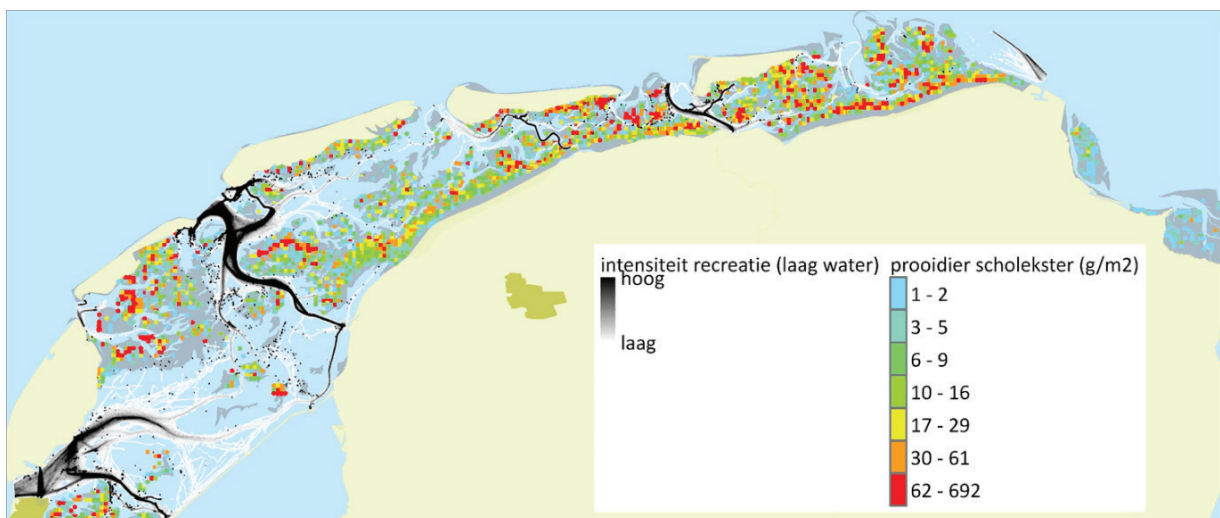 intensiteit recreatie (laag water)
hoog
laag
prooidier scholekster (g/m2)
1 - 2
3 - 5
6 - 9
10 - 16
17 - 29
30 - 61
62 - 692